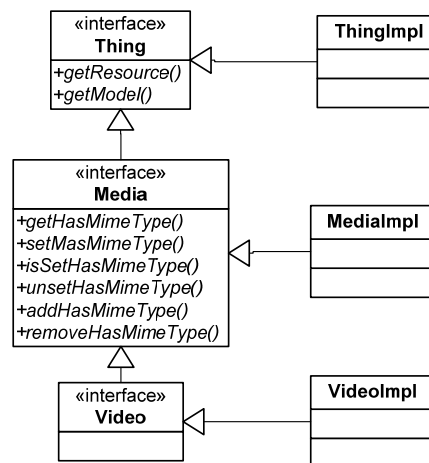 «interface»
Thing
+getResource()
+getModel()
ThingImpl
«interface»
Media
+getHasMimeType()
+setMasMimeType()
+isSetHasMimeType()
+unsetHasMimeType()
+addHasMimeType()
+removeHasMimeType()
MediaImpl
«interface»
Video
VideoImpl